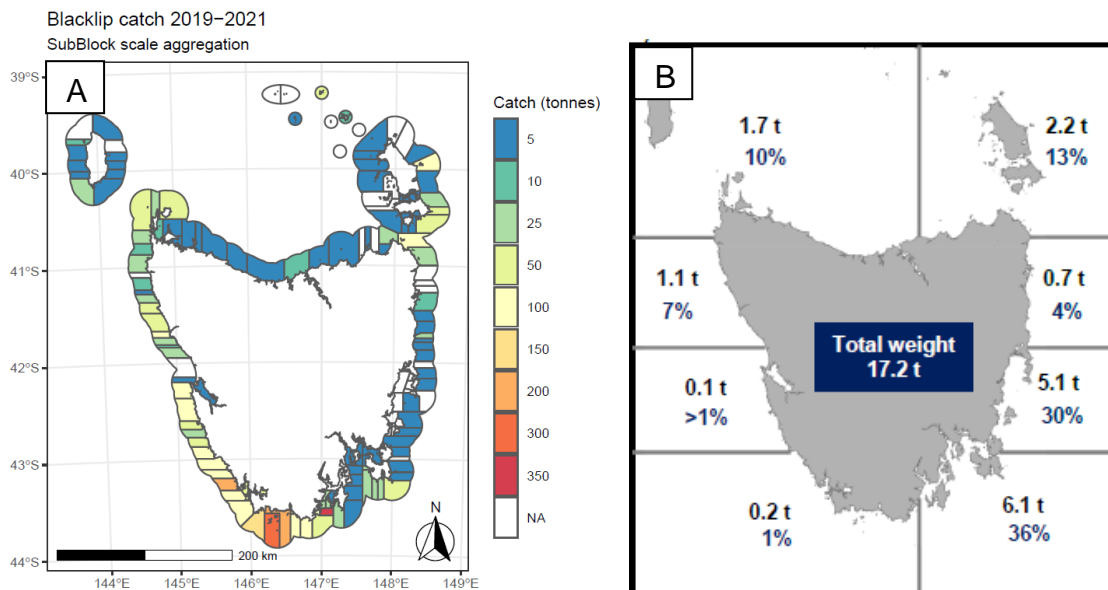 Blacklip catch 2019−2021
SubBlock scale aggregation
A
39°S
40°S
41°S
42°S
43°S
44°S
144°E
145°E
146°E
147°E
148°E
149°E
200 km
N
Catch (tonnes)
5
10
25
50
100
150
200
300
350
NA
B
1.7 t
10%
2.2 t
13%
1.1 t
7%
0.7 t
4%
Total weight
17.2 t
0.1 t
>1%
5.1 t
30%
0.2 t
1%
6.1 t
36%